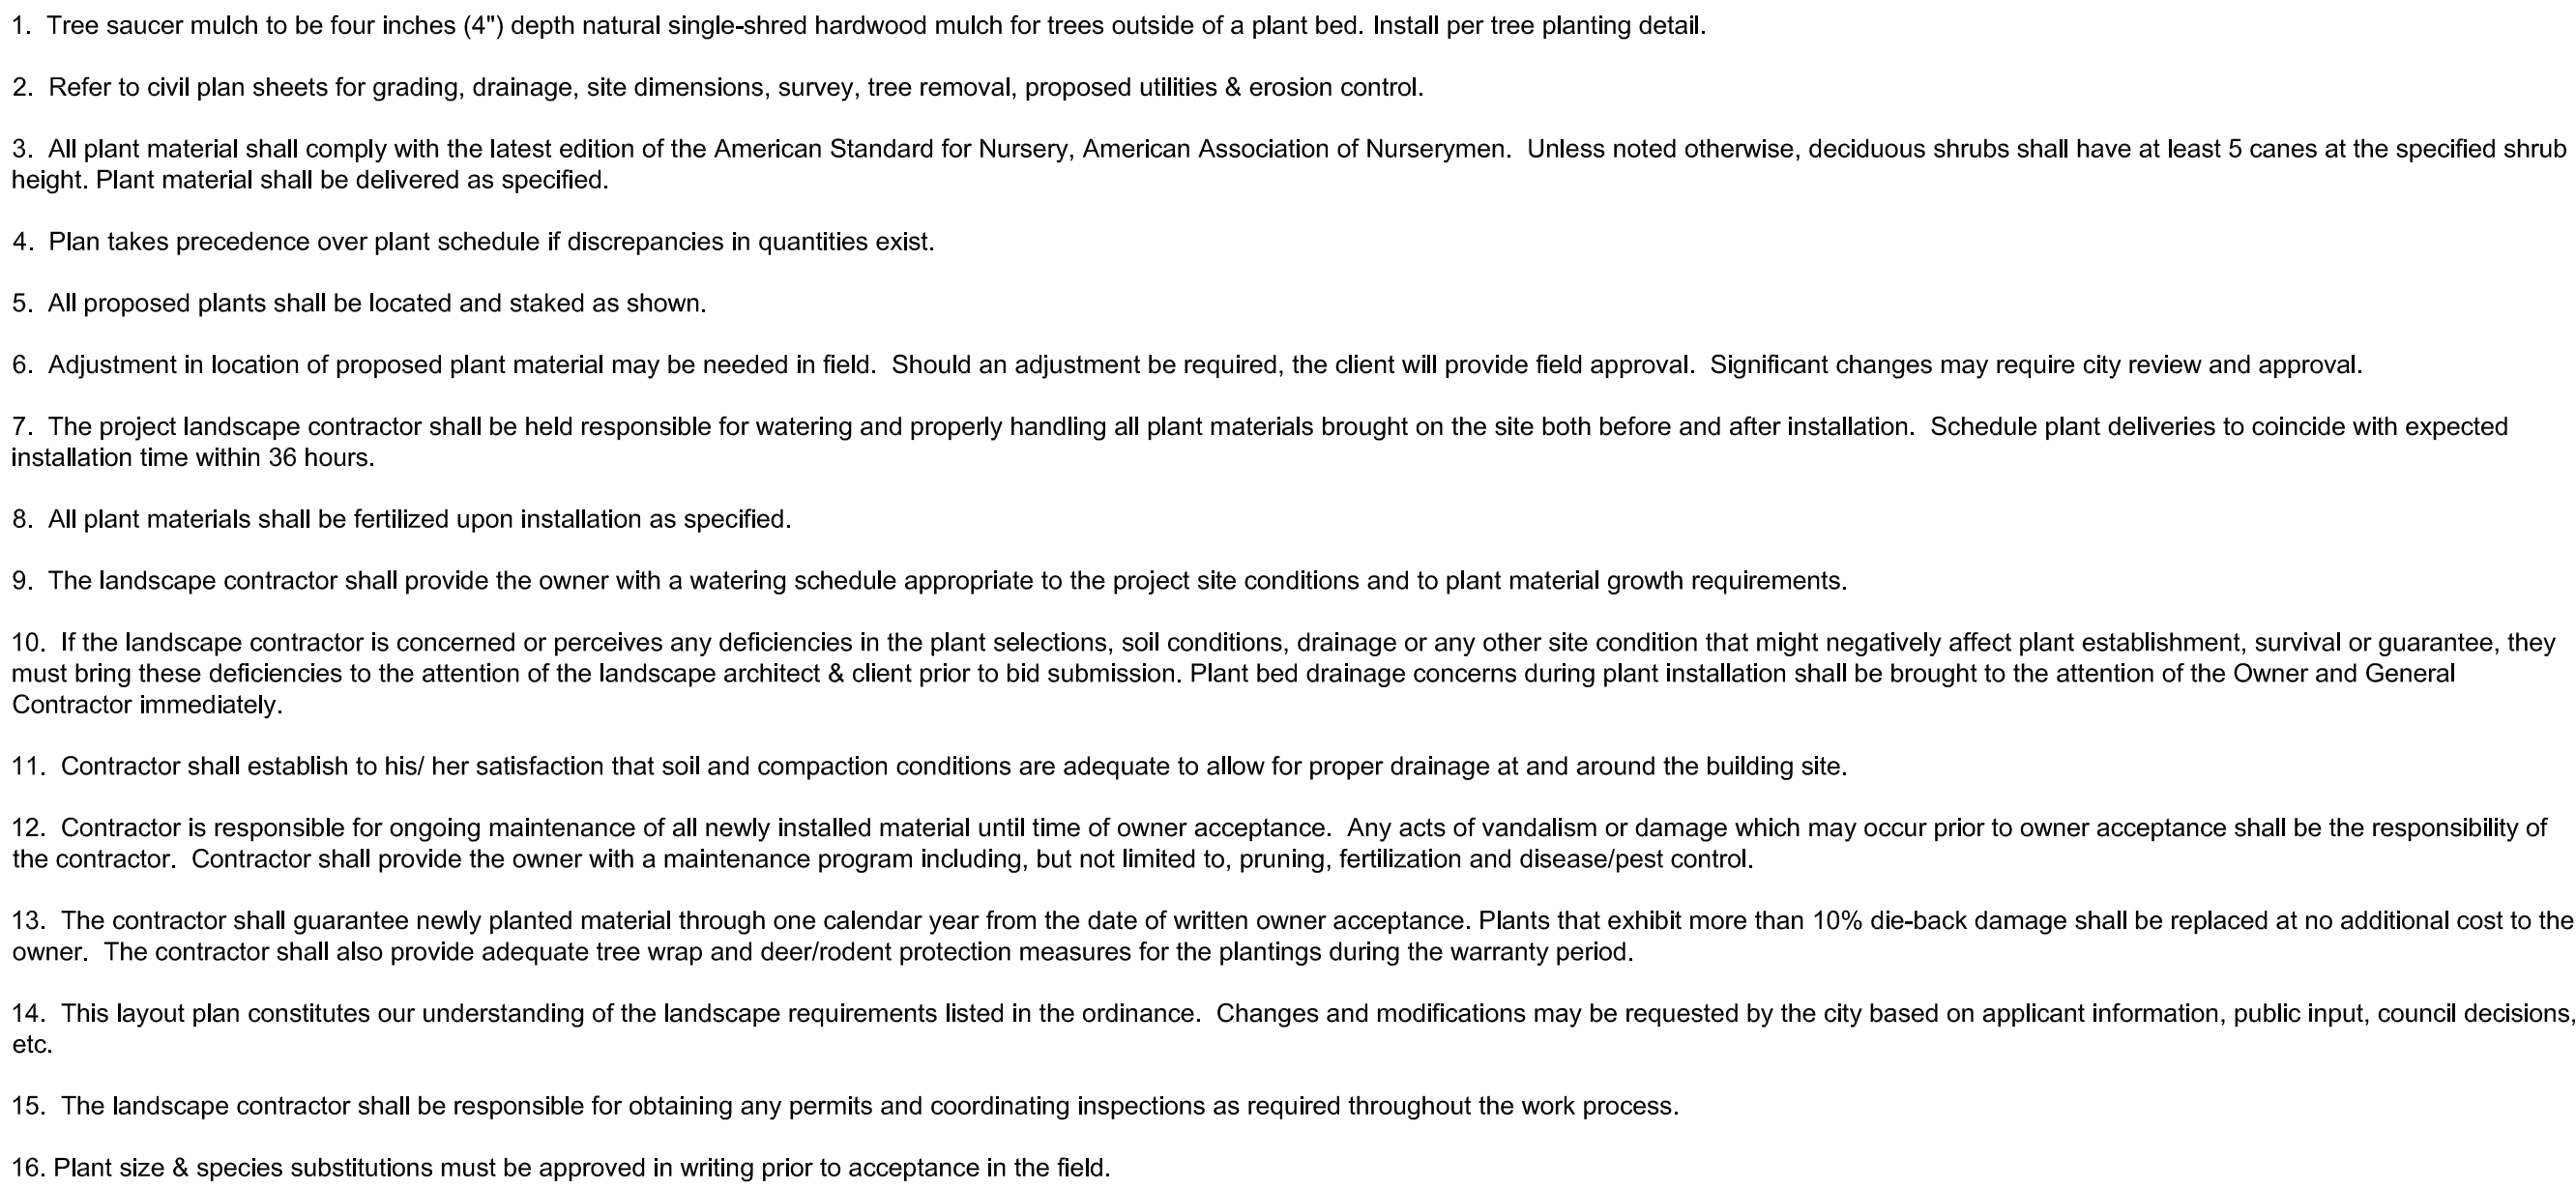 1. Tree saucer mulch to be four inches (4") depth natural single-shred hardwood mulch for trees outside of a plant bed. Install per tree planting detail.
2. Refer to civil plan sheets for grading, drainage, site dimensions, survey, tree removal, proposed utilities & erosion control.
3. All plant material shall comply with the latest edition of the American Standard for Nursery, American Association of Nurserymen. Unless noted otherwise, deciduous shrubs shall have at least 5 canes at the specified shrub
height. Plant material shall be delivered as specified.
4. Plan takes precedence over plant schedule if discrepancies in quantities exist.
5. All proposed plants shall be located and staked as shown.
6. Adjustment in location of proposed plant material may be needed in field. Should an adjustment be required, the client will provide field approval. Significant changes may require city review and approval.
7. The project landscape contractor shall be held responsible for watering and properly handling all plant materials brought on the site both before and after installation. Schedule plant deliveries to coincide with expected
installation time within 36 hours.
8. All plant materials shall be fertilized upon installation as specified.
9. The landscape contractor shall provide the owner with a watering schedule appropriate to the project site conditions and to plant material growth requirements.
10. If the landscape contractor is concerned or perceives any deficiencies in the plant selections, soil conditions, drainage or any other site condition that might negatively affect plant establishment, survival or guarantee, they
must bring these deficiencies to the attention of the landscape architect & client prior to bid submission. Plant bed drainage concerns during plant installation shall be brought to the attention of the Owner and General
Contractor immediately.
11. Contractor shall establish to his/ her satisfaction that soil and compaction conditions are adequate to allow for proper drainage at and around the building site.
12. Contractor is responsible for ongoing maintenance of all newly installed material until time of owner acceptance. Any acts of vandalism or damage which may occur prior to owner acceptance shall be the responsibility of
the contractor. Contractor shall provide the owner with a maintenance program including, but not limited to, pruning, fertilization and disease/pest control.
13. The contractor shall guarantee newly planted material through one calendar year from the date of written owner acceptance. Plants that exhibit more than 10% die-back damage shall be replaced at no additional cost to the
owner. The contractor shall also provide adequate tree wrap and deer/rodent protection measures for the plantings during the warranty period.
14. This layout plan constitutes our understanding of the landscape requirements listed in the ordinance. Changes and modifications may be requested by the city based on applicant information, public input, council decisions,
etc.
15. The landscape contractor shall be responsible for obtaining any permits and coordinating inspections as required throughout the work process.
16. Plant size & species substitutions must be approved in writing prior to acceptance in the field.